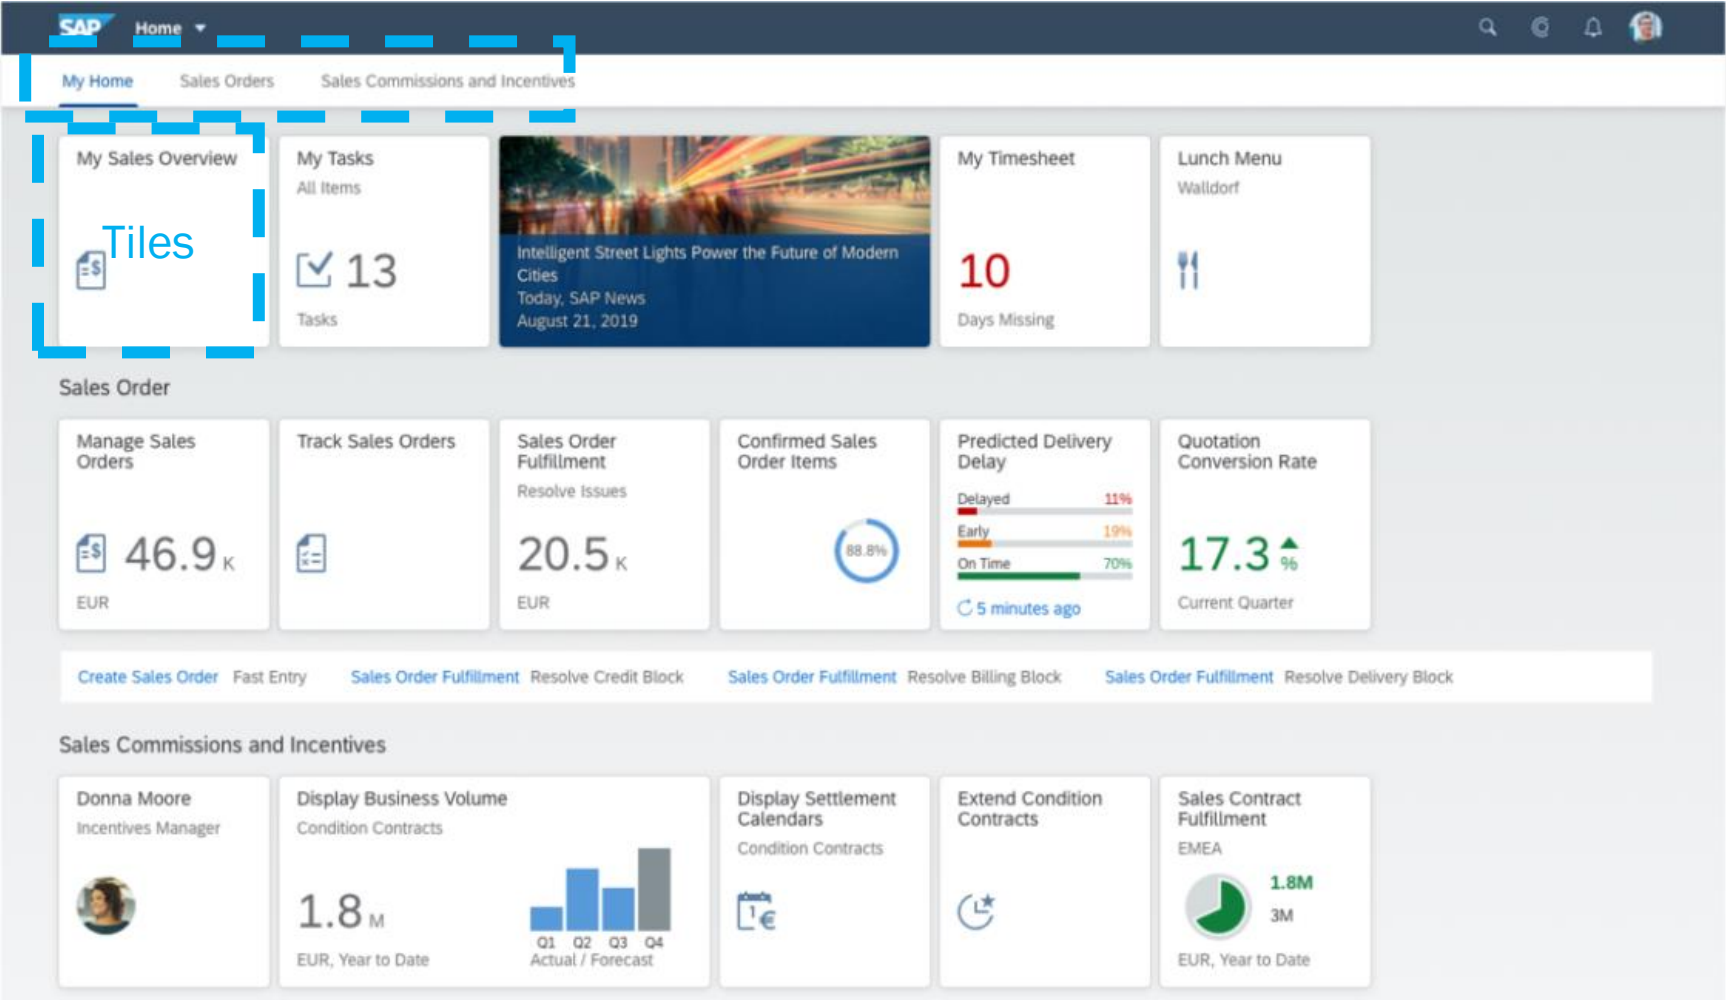 SAP Home
My Home Sales Orders Sales Commissions and Incentives
My Sales Overview
Tiles
My Tasks
All Items
13
Tasks
Intelligent Street Lights Power the Future of Modern
Cities
Today, SAP News
August 21, 2019
My Timesheet
10
Days Missing
Lunch Menu
Walldorf
Sales Order
Manage Sales
Orders
46.9 K
EUR
Track Sales Orders
Sales Order
Fulfillment
Resolve Issues
20.5 K
EUR
Confirmed Sales
Order Items
88.8%
Predicted Delivery
Delay
Delayed 11%
Early 19%
On Time 70%
5 minutes ago
Quotation
Conversion Rate
17.3 %
Current Quarter
Create Sales Order Fast Entry Sales Order Fulfillment Resolve Credit Block Sales Order Fulfillment Resolve Billing Block Sales Order Fulfillment Resolve Delivery Block
Sales Commissions and Incentives
Donna Moore
Incentives Manager
Display Business Volume
Condition Contracts
1.8 M
EUR, Year to Date
Q1 Q2 Q3 Q4
Actual / Forecast
Display Settlement
Calendars
Condition Contracts
1 €
Extend Condition
Contracts
Sales Contract
Fulfillment
EMEA
1.8M
3M
EUR, Year to Date